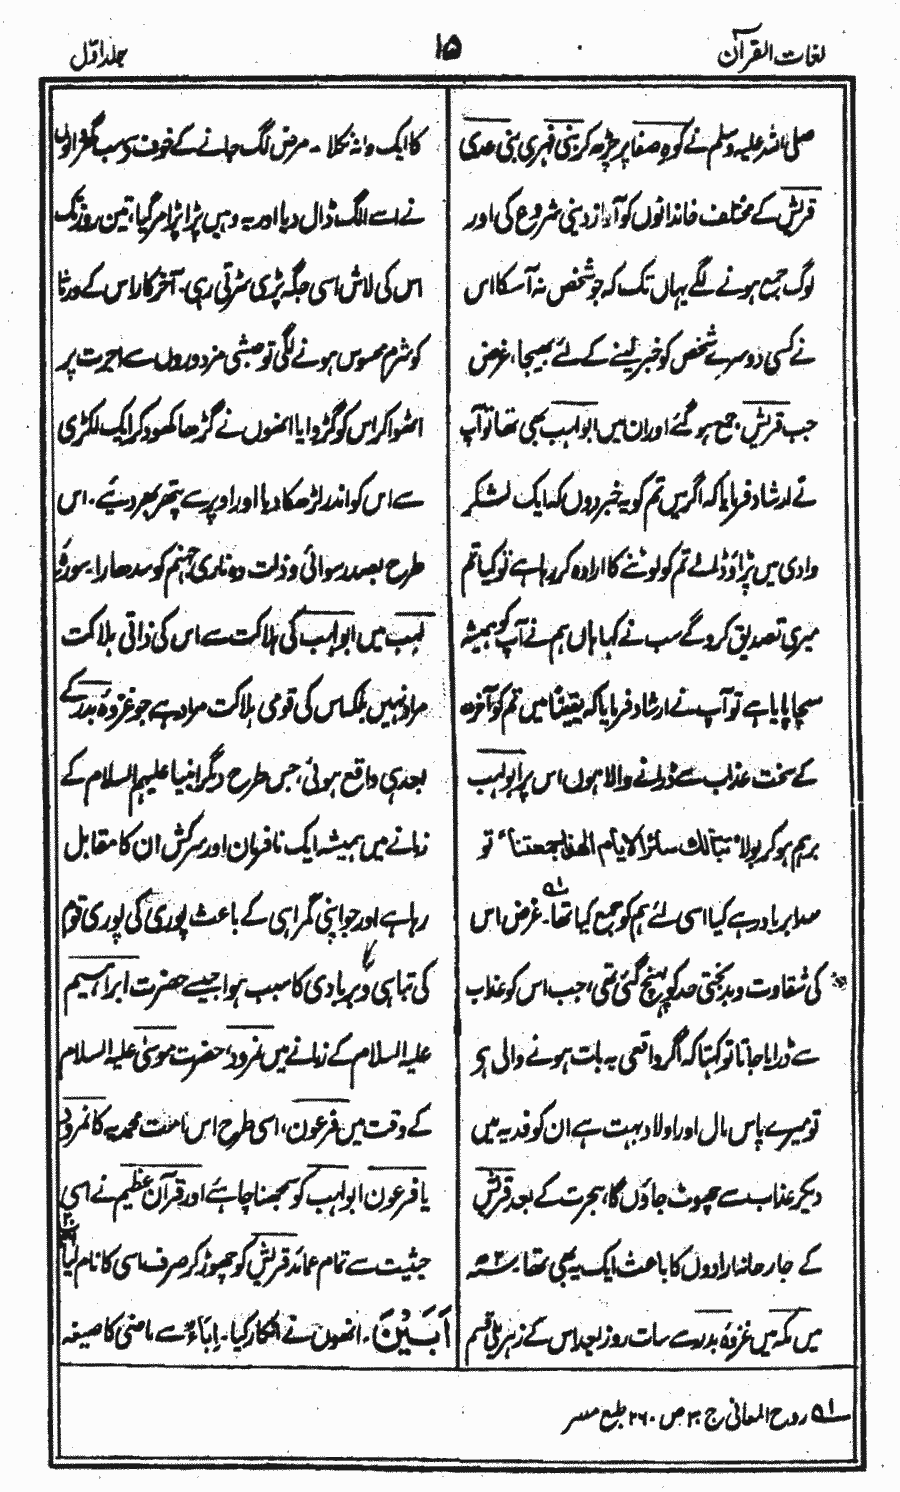 لغات القرآن
۱۵
جلد اوّل
صلی اللہ علیہ وسلم نے کوہِ صفا پر چڑھ کر بنی فہری بنی عدی
قریش کے مختلف خاندانوں کو آواز دینی شروع کی اور
لوگ جمع ہونے لگے یہاں تک کہ جو شخص نہ آسکا اس
نے کسی دوسرے شخص کو خبر لینے کے لئے بھیجا، غرض
جب قریش جمع ہو گئے اور ان میں ابولہب بھی تھا تو آپ
نے ارشاد فرمایا کہ اگر میں تم کو یہ خبر دوں کہ ایک لشکر
وادی میں پڑاؤ ڈالے تم کو لوٹنے کا ارادہ کر رہا ہے تو کیا تم
میری تصدیق کرو گے سب نے کہا ہاں ہم نے آپ کو ہمیشہ
سچا پایا ہے تو آپ نے ارشاد فرمایا کہ یقیناً میں تم کو آخرت
کے سخت عذاب سے ڈرانے والا ہوں اس پر ابولہب
برہم ہو کر بولا "تبّالك سائر الايام الهذا جمعتنا" تو
سدا برباد رہے کیا اسی لئے ہم کو جمع کیا تھا۔ ؎۱ غرض اس
کی شقاوت و بدبختی حد کو پہنچ گئی تھی، جب اس کو عذاب
سے ڈرایا جاتا تو کہتا کہ اگر واقعی یہ بات ہونے والی ہی
تو میرے پاس مال اور اولاد بہت ہے ان کو فدیہ میں
دیکر عذاب سے چھوٹ جاؤں گا، ہجرت کے بعد قریش
کے جار حانہ ارادوں کا باعث ایک یہ بھی تھا۔ ۲ھ
میں مکہ میں غزوۂ بدر سے سات روز بعد اس کے زہریلی قسم
کا ایک دانہ نکلا ۔ مرض لگ جانے کے خوف سے سب گھر والوں
نے اسے الگ ڈال دیا اور یہ وہیں پڑا پڑا مر گیا، تین روز تک
اس کی لاش اسی جگہ پڑی سڑتی رہی۔ آخر کار اس کے ورثا
کو شرم محسوس ہونے لگی تو حبشی مزدوروں سے اجرت پر
اٹھوا کر اس کو گڑوایا انھوں نے گڑھا کھود کر ایک لکڑی
سے اس کو اندر لڑھکا دیا اور اوپر سے پتھر بھر دیئے۔ اس
طرح بصد رسوائی و ذلت وہ ناری جہنم کو سدھارا۔ سورۂ
لہب میں ابولہب کی ہلاکت سے اس کی ذاتی ہلاکت
مراد نہیں بلکہ اس کی قومی ہلاکت مراد ہے جو غزوۂ بدر کے
بعد ہی واقع ہوئی، جس طرح دیگر انبیا علیہم السلام کے
زمانے میں ہمیشہ ایک نافرمان اور سرکش ان کا مقابل
رہا ہے اور جو اپنی گمراہی کے باعث پوری کی پوری قوم
کی تباہی و بربادی کا سبب ہوا جیسے حضرت ابراہیم
علیہ السلام کے زمانے میں نمرود، حضرت موسیٰ علیہ السلام
کے وقت میں فرعون، اسی طرح اس امت محمدیہ کا نمرود
یا فرعون ابولہب کو سمجھنا چاہئے اور قرآن عظیم نے اسی
حیثیت سے تمام عمائد قریش کو چھوڑ کر صرف اسی کا نام لیا
اَبَیْنَ ۔ انھوں نے انکار کیا۔ اِبَاءٌ سے ماضی کا صیغہ
؎۱ روح المعانی ج ۳۰ ص ۲۶۰ طبع مصر